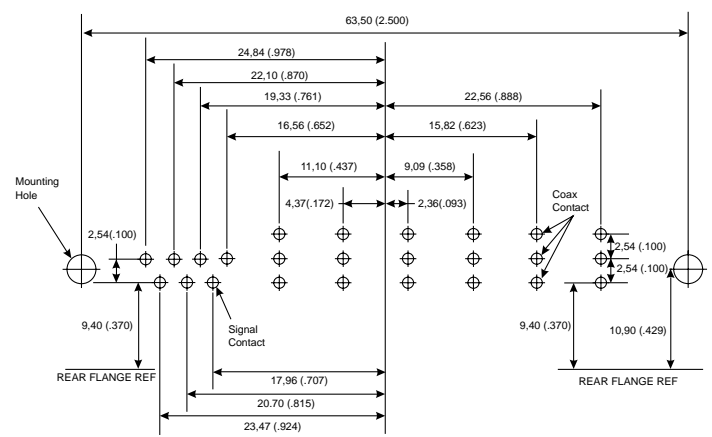 63,50 (2.500)
24,84 (.978)
22,10 (.870)
19,33 (.761)
22,56 (.888)
16,56 (.652)
15,82 (.623)
11,10 (.437)
9,09 (.358)
Mounting
Hole
4,37(.172)
2,36(.093)
Coax
Contact
2,54(.100)
2,54 (.100)
2,54 (.100)
9,40 (.370)
Signal
Contact
9,40 (.370)
10,90 (.429)
REAR FLANGE REF
17,96 (.707)
REAR FLANGE REF
20.70 (.815)
23,47 (.924)